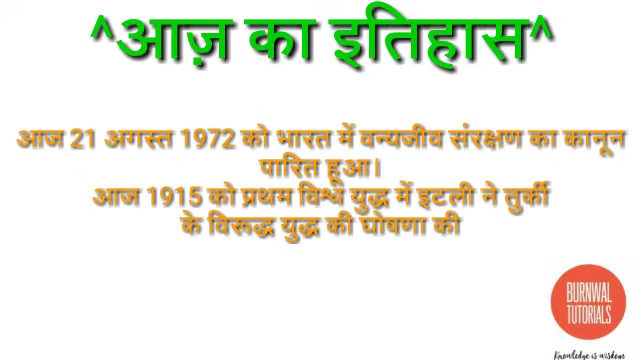 ^आज़ का इतिहास^
आज 21 अगस्त 1972 को भारत में वन्यजीव संरक्षण का कानून
पारित हूआ।
आज 1915 को प्रथम विश्व युद्ध में इटली ने तुर्की
के विरूद्ध युद्ध की घोषणा की
BURNWAL
TUTORIALS
Knowledge is wisdom